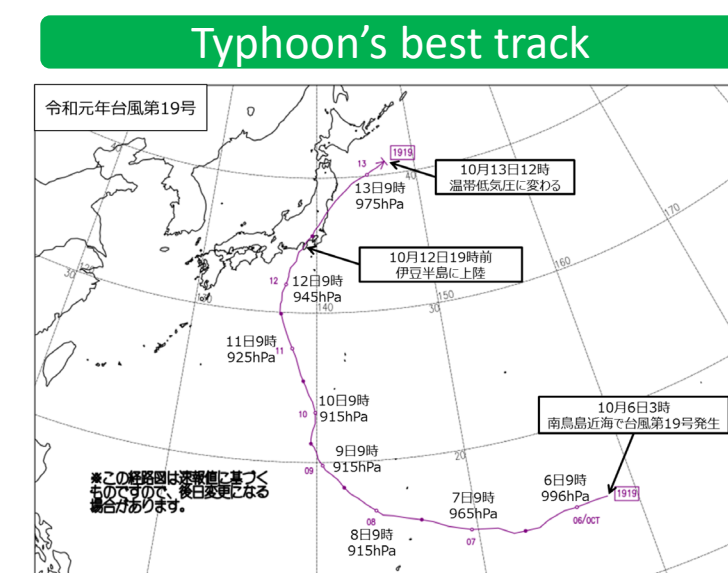 Typhoon's best track
令和元年台風第19号
1919
13
10月13日12時
温帯低気圧に変わる
40
13日9時
975hPa
170
10月12日19時前
伊豆半島に上陸
160
30
12
12日9時
945hPa
150
140
30
11日9時
925hPa
11
10日9時
915hPa
10
10月6日3時
南鳥島近海で台風第19号発生
9日9時
915hPa
09
20
※この経路図は速報値に基づく
ものですので、後日変更になる
場合があります。
6日9時
996hPa
1919
7日9時
965hPa
06/OCT
08
07
8日9時
915hPa